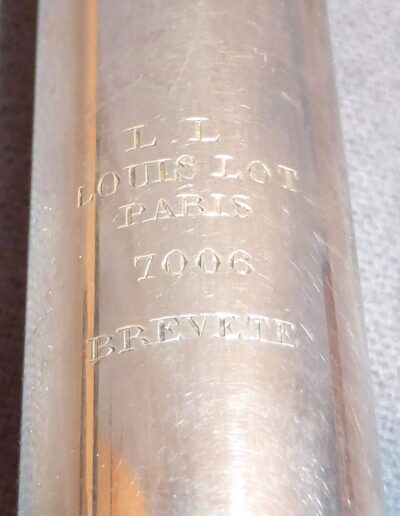 L. L.
LOUIS LOT
PARIS
7006
BREVETE